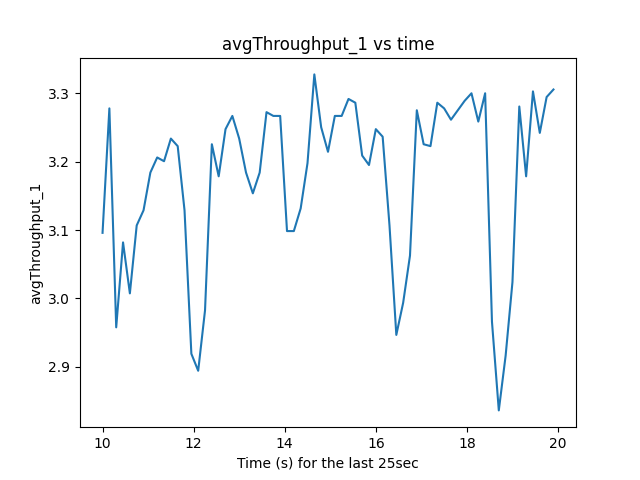 avgThroughput_1 vs time
avgThroughput_1
3.3
3.2
3.1
3.0
2.9
10 12 14 16 18 20
Time (s) for the last 25sec